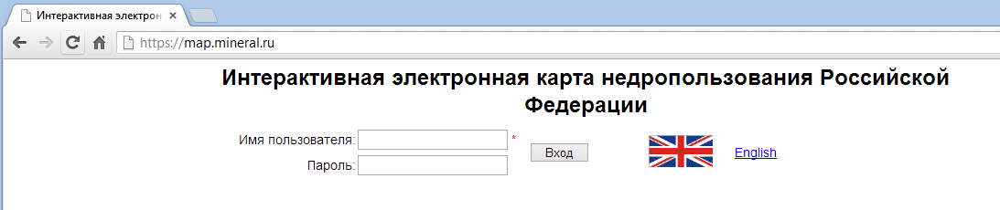 Интерактивная электрон
https://map.mineral.ru
Интерактивная электронная карта недропользования Российской
Федерации
Имя пользователя: *
Пароль:
Вход
English